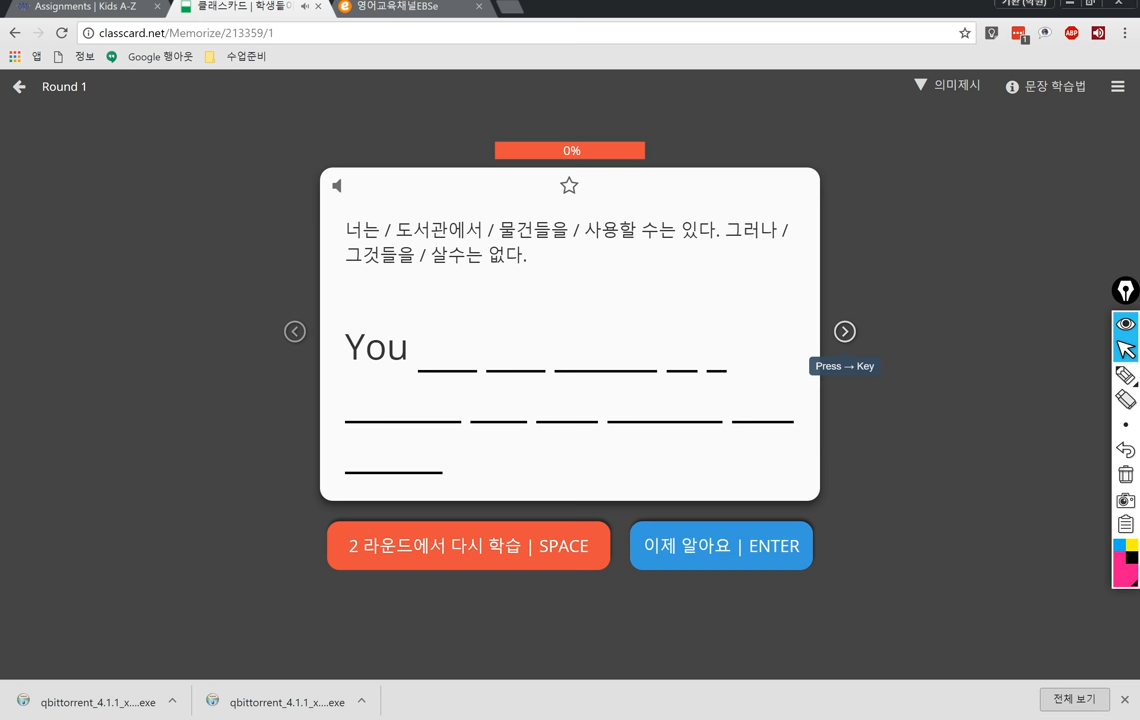 Assignments | Kids A-Z
클래스카드 | 학생들이
영어교육채널EBSe
classcard.net/Memorize/213359/1
앱 정보 Google 행아웃 수업준비
Round 1
의미제시
문장 학습법
0%
너는 / 도서관에서 / 물건들을 / 사용할 수는 있다. 그러나 /
그것들을 / 살수는 없다.
You
Press → Key
2 라운드에서 다시 학습 | SPACE
이제 알아요 | ENTER
qbittorrent_4.1.1_x....exe
qbittorrent_4.1.1_x....exe
전체 보기
1
ABP